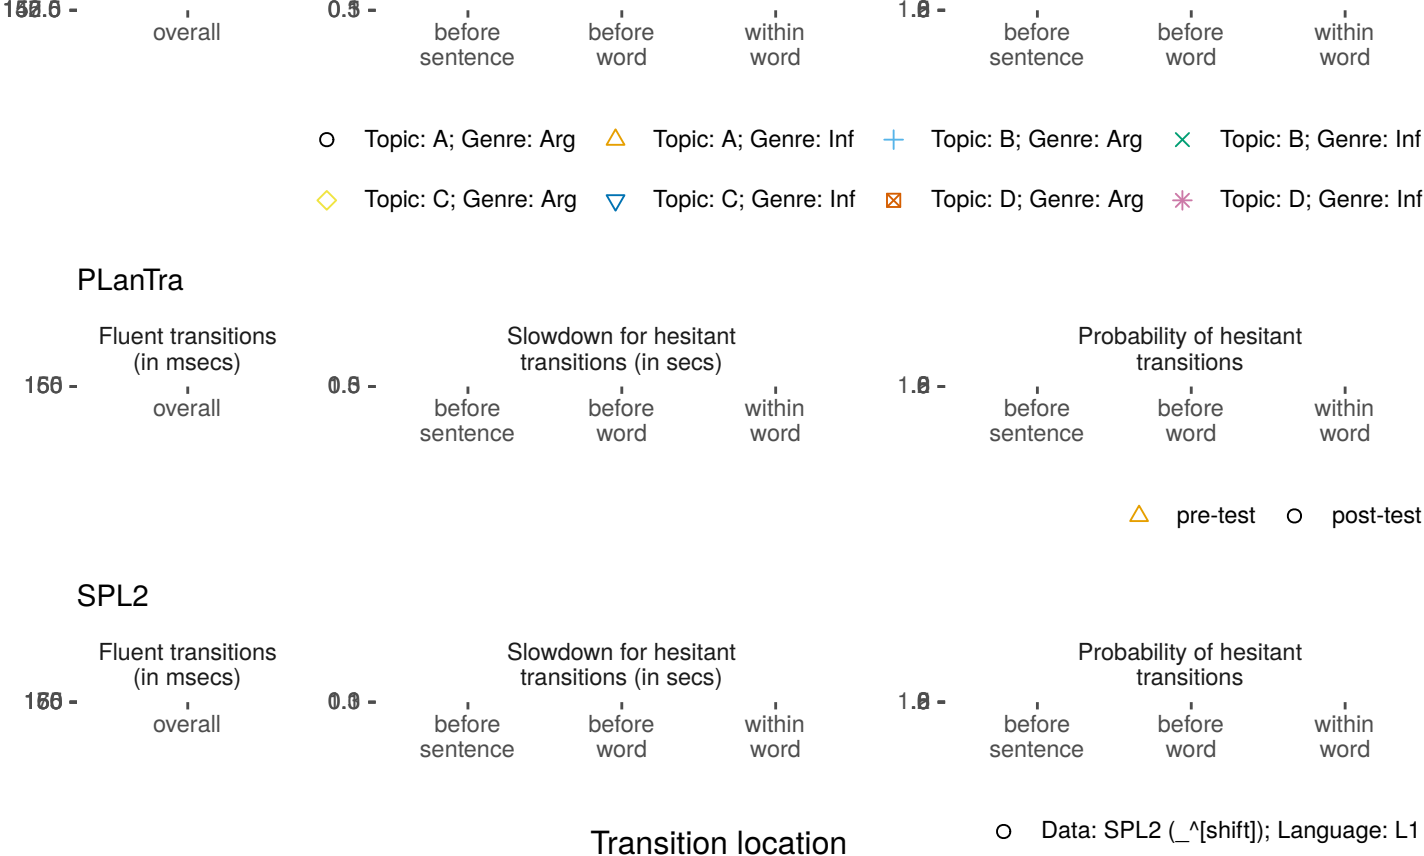 overall
before before within
sentence word word
before before within
sentence word word
Topic: A; Genre: Arg Topic: A; Genre: Inf Topic: B; Genre: Arg Topic: B; Genre: Inf
Topic: C; Genre: Arg Topic: C; Genre: Inf Topic: D; Genre: Arg Topic: D; Genre: Inf
PLanTra
Fluent transitions
(in msecs)
Slowdown for hesitant
transitions (in secs)
Probability of hesitant
transitions
overall
before before within
sentence word word
before before within
sentence word word
pre-test post-test
SPL2
Fluent transitions
(in msecs)
Slowdown for hesitant
transitions (in secs)
Probability of hesitant
transitions
overall
before before within
sentence word word
before before within
sentence word word
Data: SPL2 (_^[shift]); Language: L1
Transition location